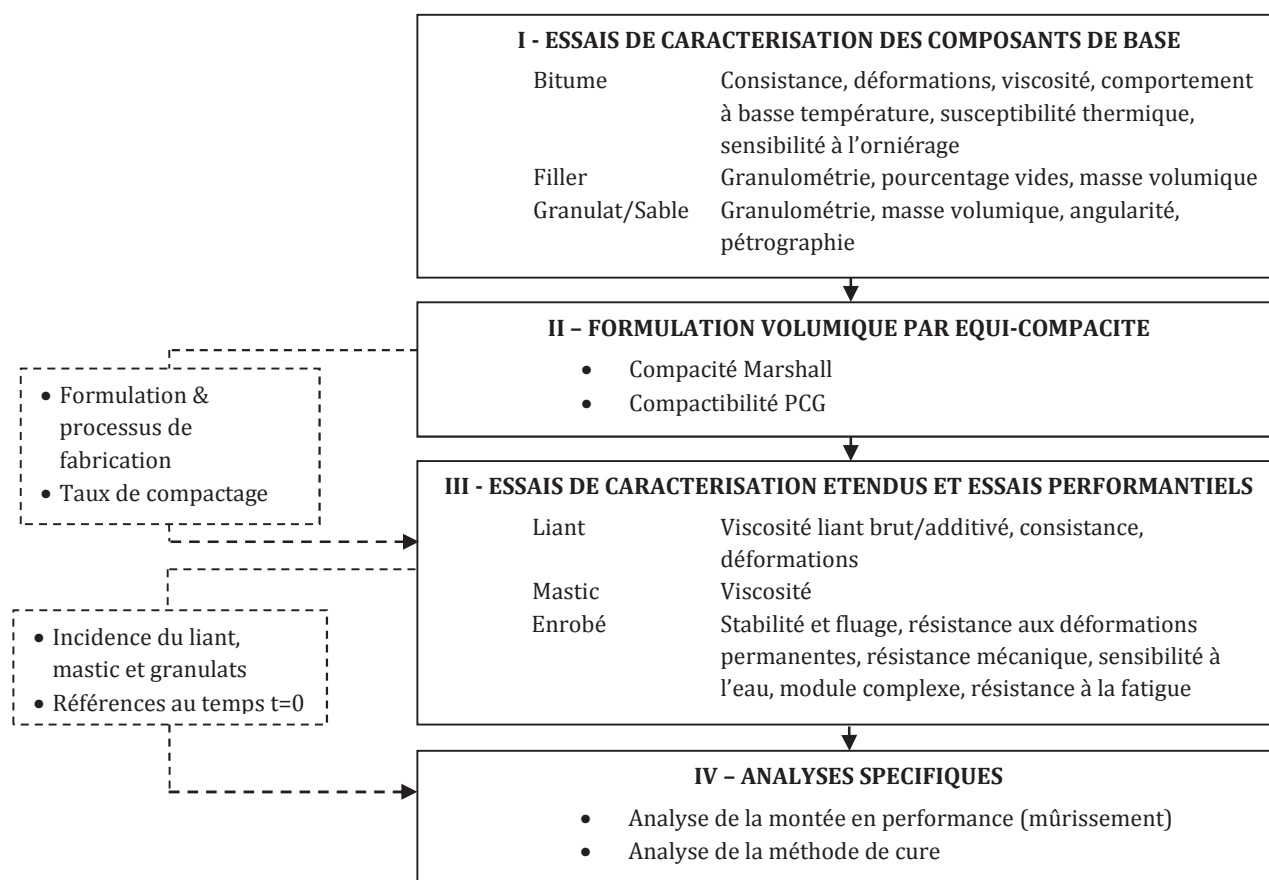 I - ESSAIS DE CARACTERISATION DES COMPOSANTS DE BASE
Bitume Consistance, déformations, viscosité, comportement
à basse température, susceptibilité thermique,
sensibilité à l’orniérage
Filler Granulométrie, pourcentage vides, masse volumique
Granulat/Sable Granulométrie, masse volumique, angularité,
pétrographie
II – FORMULATION VOLUMIQUE PAR EQUI-COMPACITE
• Compacité Marshall
• Compactibilité PCG
• Formulation &
processus de
fabrication
• Taux de compactage
III - ESSAIS DE CARACTERISATION ETENDUS ET ESSAIS PERFORMANTIELS
Liant Viscosité liant brut/additivé, consistance,
déformations
Mastic Viscosité
Enrobé Stabilité et fluage, résistance aux déformations
permanentes, résistance mécanique, sensibilité à
l’eau, module complexe, résistance à la fatigue
• Incidence du liant,
mastic et granulats
• Références au temps t=0
IV – ANALYSES SPECIFIQUES
• Analyse de la montée en performance (mûrissement)
• Analyse de la méthode de cure